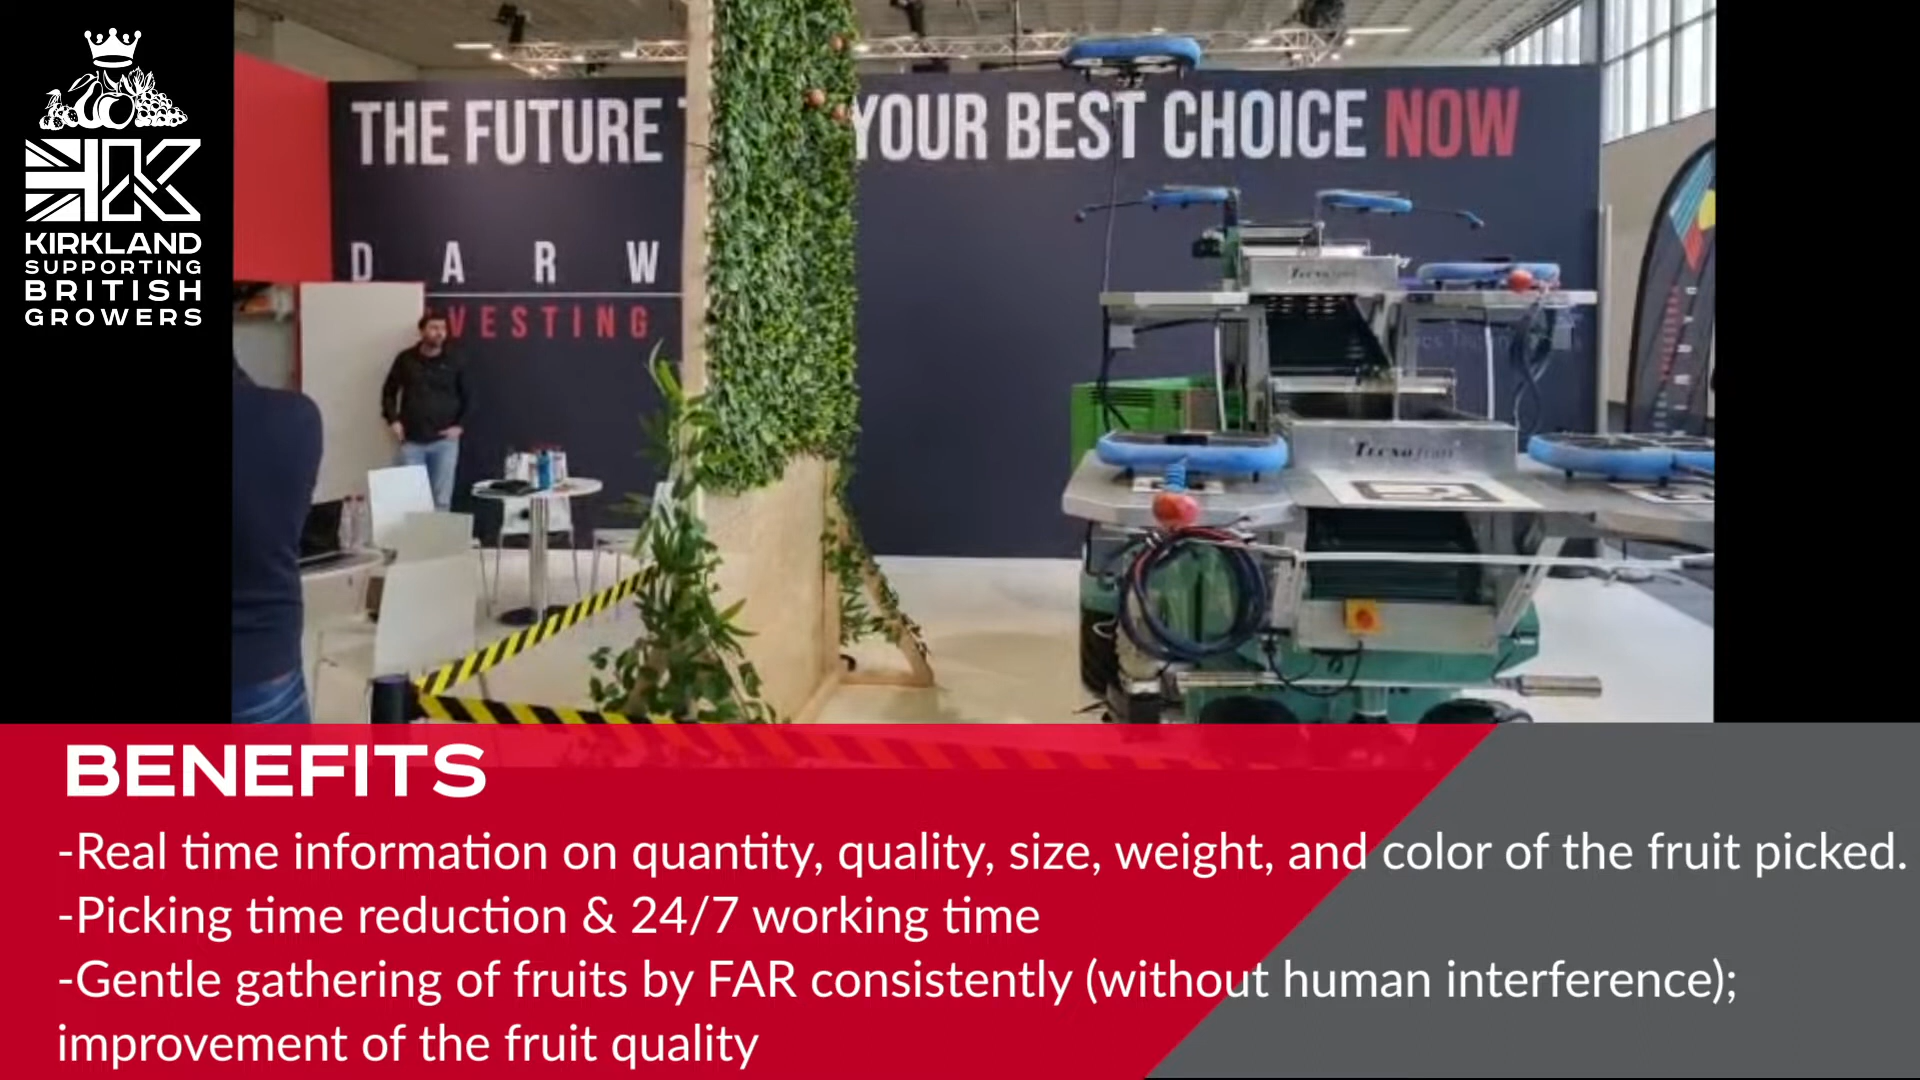 KIRKLAND
SUPPORTING
BRITISH
GROWERS
THE FUTURE YOUR BEST CHOICE NOW
D A R W
VESTING
Tecnofruit
BENEFITS
-Real time information on quantity, quality, size, weight, and color of the fruit picked.
-Picking time reduction & 24/7 working time
-Gentle gathering of fruits by FAR consistently (without human interference);
improvement of the fruit quality